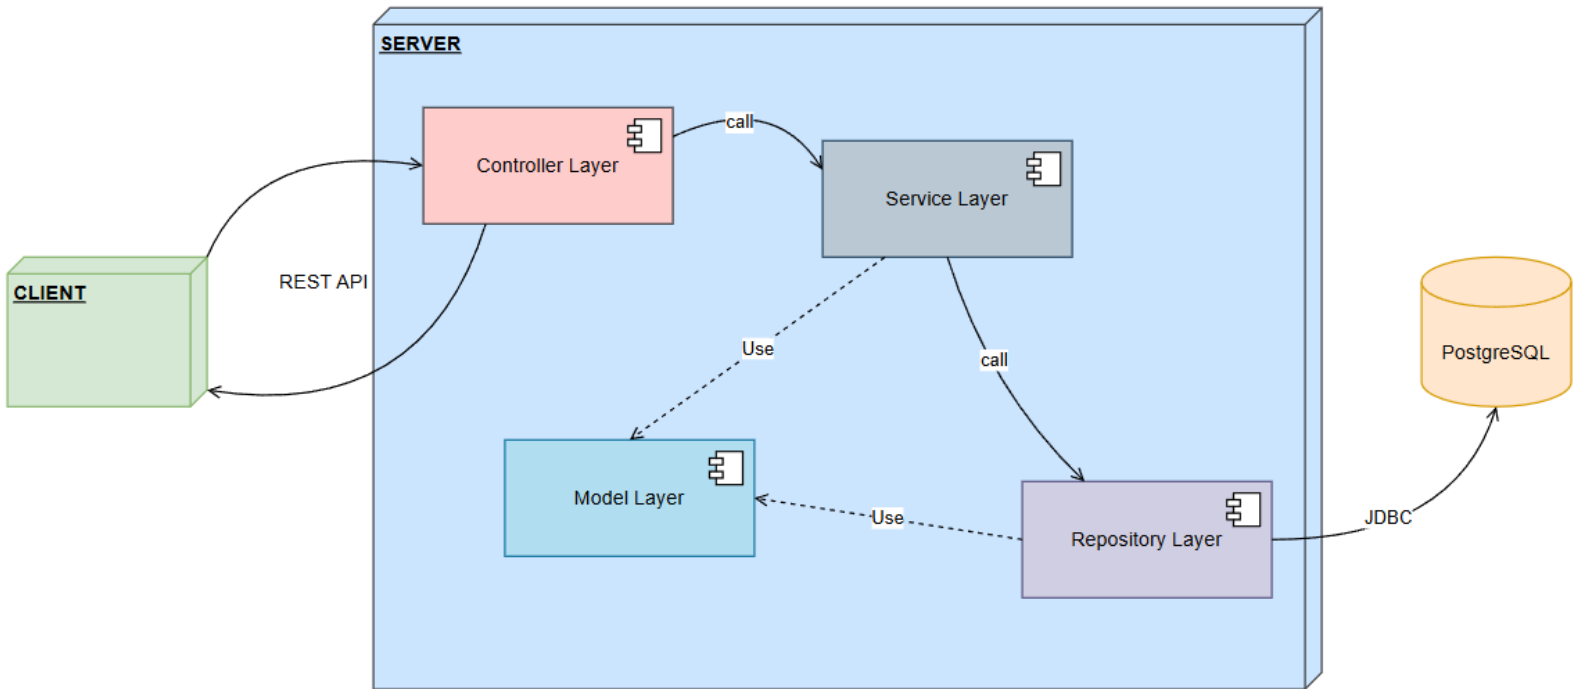 SERVER
call
Controller Layer
Service Layer
REST API
CLIENT
Use
call
PostgreSQL
Model Layer
Use
JDBC
Repository Layer